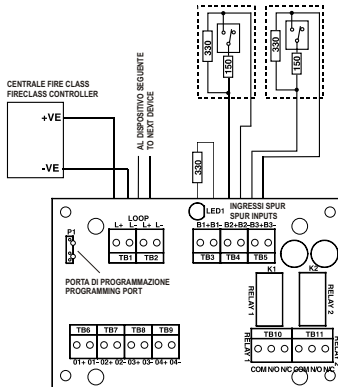 330
150
330
150
CENTRALE FIRE CLASS
FIRECLASS CONTROLLER
+VE
-VE
AL DISPOSITIVO SEGUENTE
TO NEXT DEVICE
330
LED1
INGRESSI SPUR
SPUR INPUTS
LOOP
L+ L- L+ L-
B1+B1- B2+B2-B3+B3-
TB1 TB2
TB3 TB4 TB5
P1
PORTA DI PROGRAMMAZIONE
PROGRAMMING PORT
K1 K2
RELAY 1
RELAY 2
TB6 TB7 TB8 TB9
01+ 01- 02+ 02- 03+ 03- 04+ 04-
RELAY 1
TB10 TB11
RELAY 2
COM N/O N/C COM N/O N/C